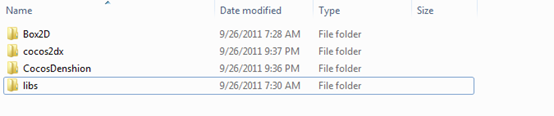 Name Date modified Type Size
Box2D 9/26/2011 7:28 AM File folder
cocos2dx 9/26/2011 9:37 PM File folder
CocosDenshion 9/26/2011 9:36 PM File folder
libs 9/26/2011 7:30 AM File folder